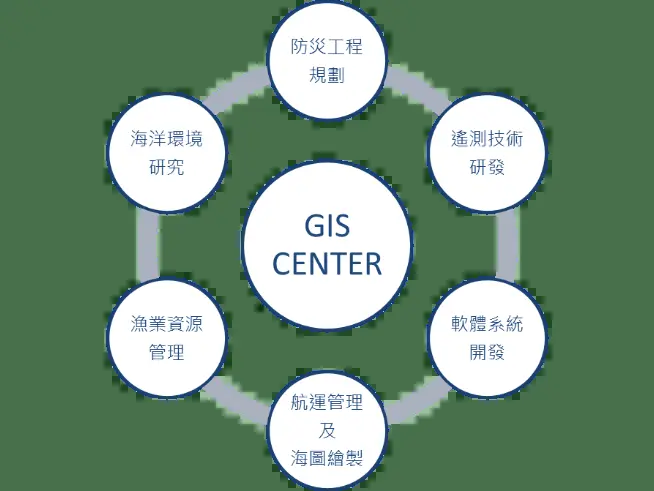 防災工程
規劃
海洋環境
研究
遙測技術
研發
GIS
CENTER
漁業資源
管理
軟體系統
開發
航運管理
及
海圖繪製